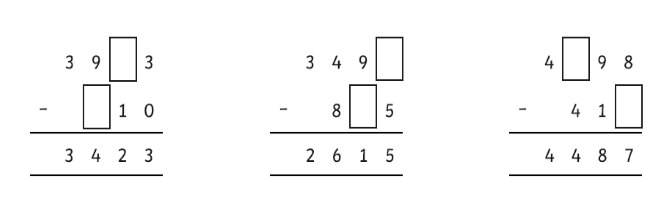 3 9 □ 3 3 4 9 □ 4 □ 9 8
- □ 1 0 - 8 □ 5 - 4 1 □
3 4 2 3 2 6 1 5 4 4 8 7